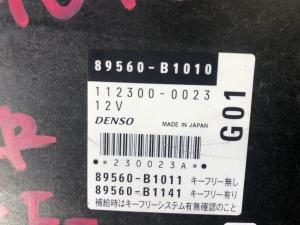 89560-B1010
112300-0023
12V
DENSO MADE IN JAPAN
G01
*230023A*
89560-B1011 キーフリー無し
89560-B1141 キーフリー有り
補給時はキーフリーシステム有無確認のこと